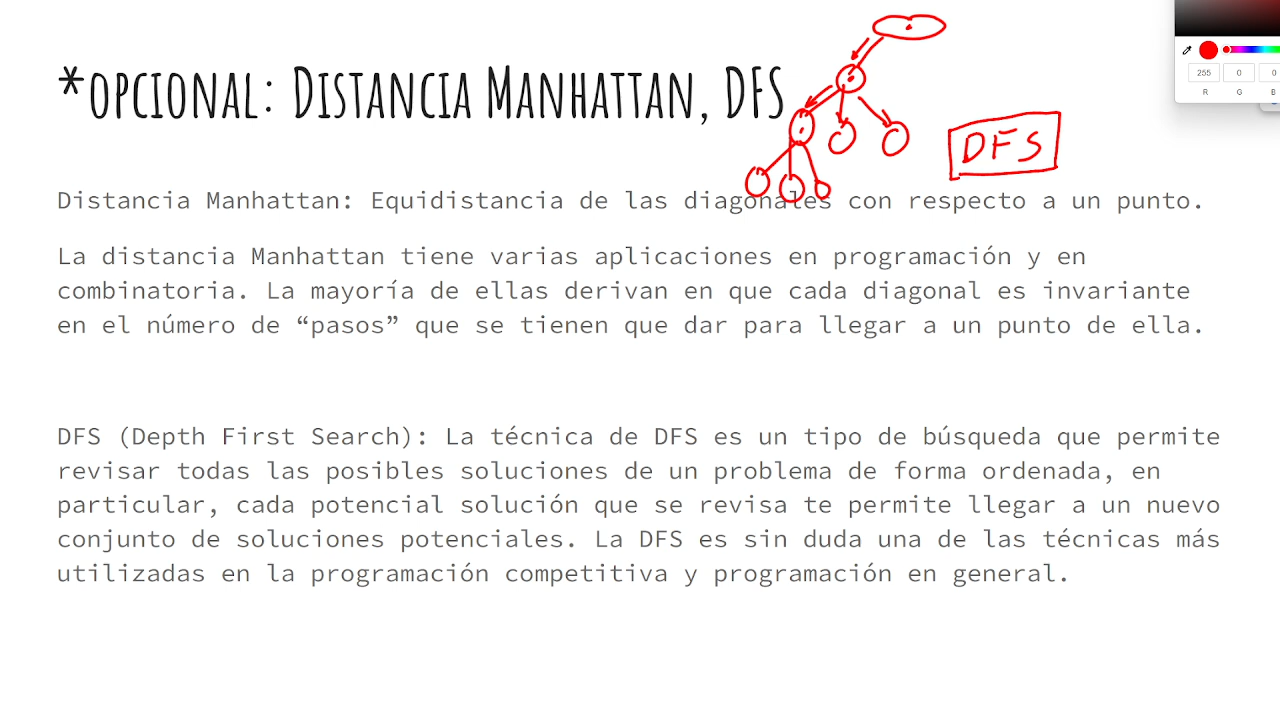 *opcional: Distancia Manhattan, DFS
DFS
Distancia Manhattan: Equidistancia de las diagonales con respecto a un punto.
La distancia Manhattan tiene varias aplicaciones en programación y en
combinatoria. La mayoría de ellas derivan en que cada diagonal es invariante
en el número de “pasos” que se tienen que dar para llegar a un punto de ella.
DFS (Depth First Search): La técnica de DFS es un tipo de búsqueda que permite
revisar todas las posibles soluciones de un problema de forma ordenada, en
particular, cada potencial solución que se revisa te permite llegar a un nuevo
conjunto de soluciones potenciales. La DFS es sin duda una de las técnicas más
utilizadas en la programación competitiva y programación en general.
255 0 0
R G B